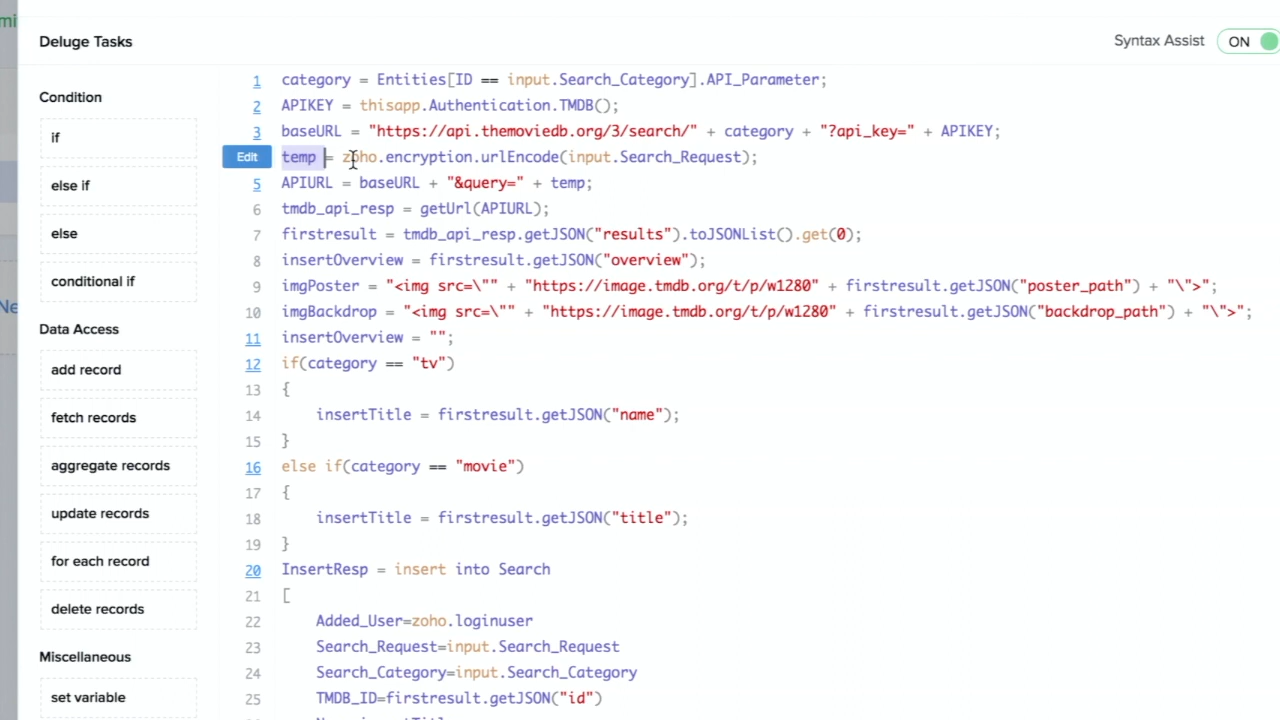 mi
Ne
Deluge Tasks
Syntax Assist ON
Condition
if
else if
else
conditional if
Data Access
add record
fetch records
aggregate records
update records
for each record
delete records
Miscellaneous
set variable
1 category = Entities[ID == input.Search_Category].API_Parameter;
2 APIKEY = thisapp.Authentication.TMDB();
3 baseURL = "https://api.themoviedb.org/3/search/" + category + "?api_key=" + APIKEY;
Edit temp = zoho.encryption.urlEncode(input.Search_Request);
5 APIURL = baseURL + "&query=" + temp;
6 tmdb_api_resp = getUrl(APIURL);
7 firstresult = tmdb_api_resp.getJSON("results").toJSONList().get(0);
8 insertOverview = firstresult.getJSON("overview");
9 imgPoster = "<img src=\"" + "https://image.tmdb.org/t/p/w1280" + firstresult.getJSON("poster_path") + "\">";
10 imgBackdrop = "<img src=\"" + "https://image.tmdb.org/t/p/w1280" + firstresult.getJSON("backdrop_path") + "\">";
11 insertOverview = "";
12 if(category == "tv")
13 {
14 insertTitle = firstresult.getJSON("name");
15 }
16 else if(category == "movie")
17 {
18 insertTitle = firstresult.getJSON("title");
19 }
20 InsertResp = insert into Search
21 [
22 Added_User=zoho.loginuser
23 Search_Request=input.Search_Request
24 Search_Category=input.Search_Category
25 TMDB_ID=firstresult.getJSON("id")